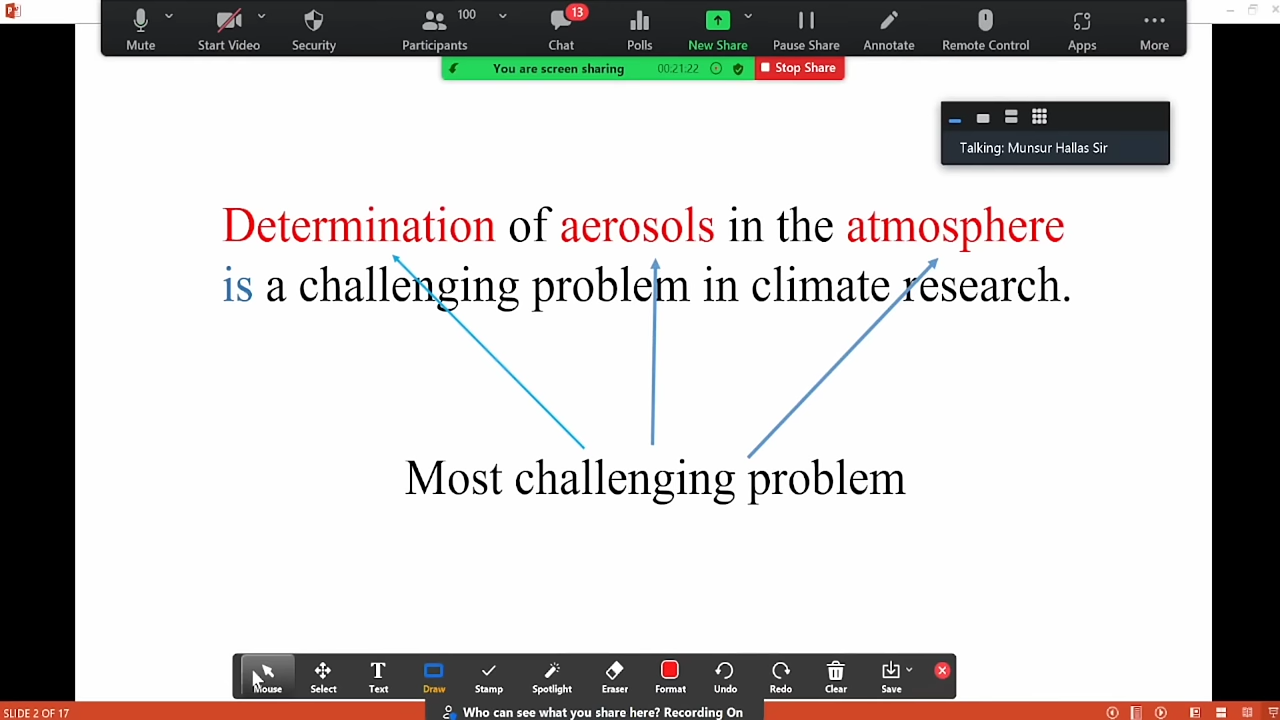 100
13
Mute
Start Video
Security
Participants
Chat
Polls
New Share
Pause Share
Annotate
Remote Control
Apps
More
You are screen sharing
00:21:22
Stop Share
Talking: Munsur Hallas Sir
Determination of aerosols in the atmosphere
is a challenging problem in climate research.
Most challenging problem
Mouse
Select
Text
Draw
Stamp
Spotlight
Eraser
Format
Undo
Redo
Clear
Save
Who can see what you share here? Recording On
SLIDE 2 OF 17